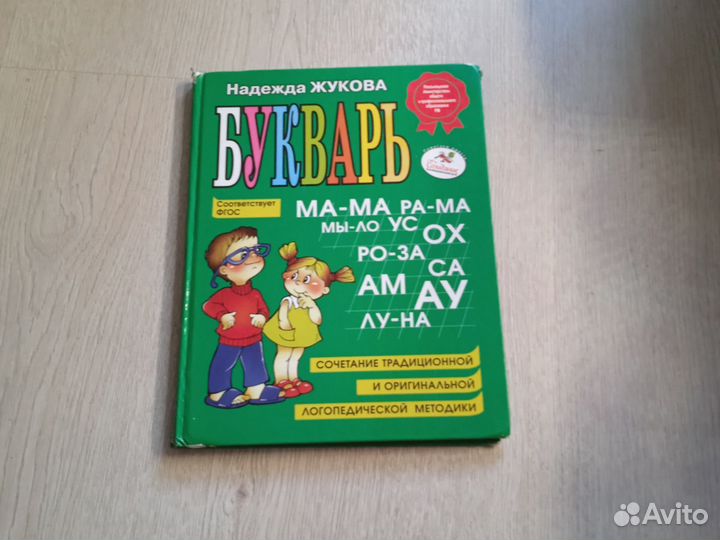 Надежда ЖУКОВА
БУКВАРЬ
Соответствует
ФГОС
МА-МА РА-МА
МЫ-ЛО УС ОХ
РО-ЗА
АМ СА
АУ
ЛУ-НА
СОЧЕТАНИЕ ТРАДИЦИОННОЙ
И ОРИГИНАЛЬНОЙ
ЛОГОПЕДИЧЕСКОЙ МЕТОДИКИ
Avito